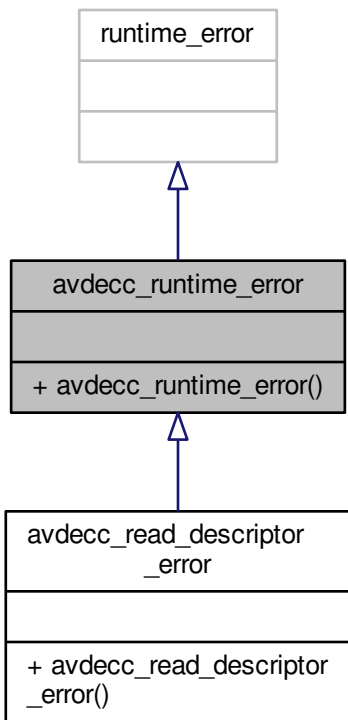 runtime_error
avdecc_runtime_error
+ avdecc_runtime_error()
avdecc_read_descriptor
_error
+ avdecc_read_descriptor
_error()